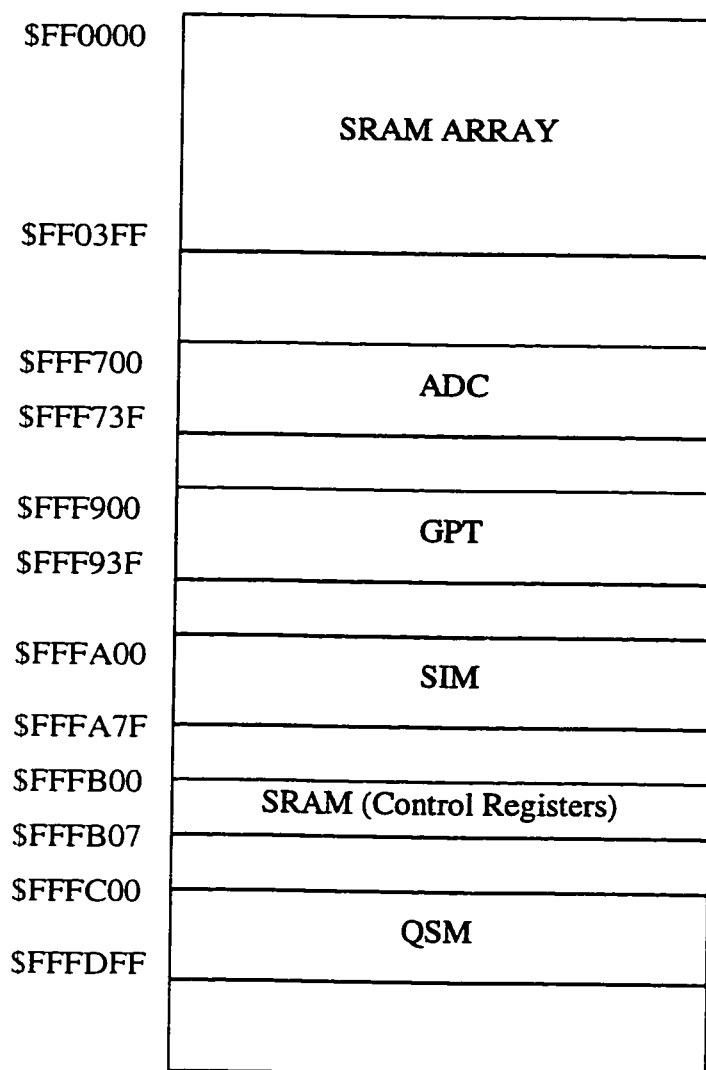 $FF0000
SRAM ARRAY
$FF03FF
$FFF700
ADC
$FFF73F
$FFF900
GPT
$FFF93F
$FFFA00
SIM
$FFFA7F
$FFFB00
SRAM (Control Registers)
$FFFB07
$FFFC00
QSM
$FFFDFF